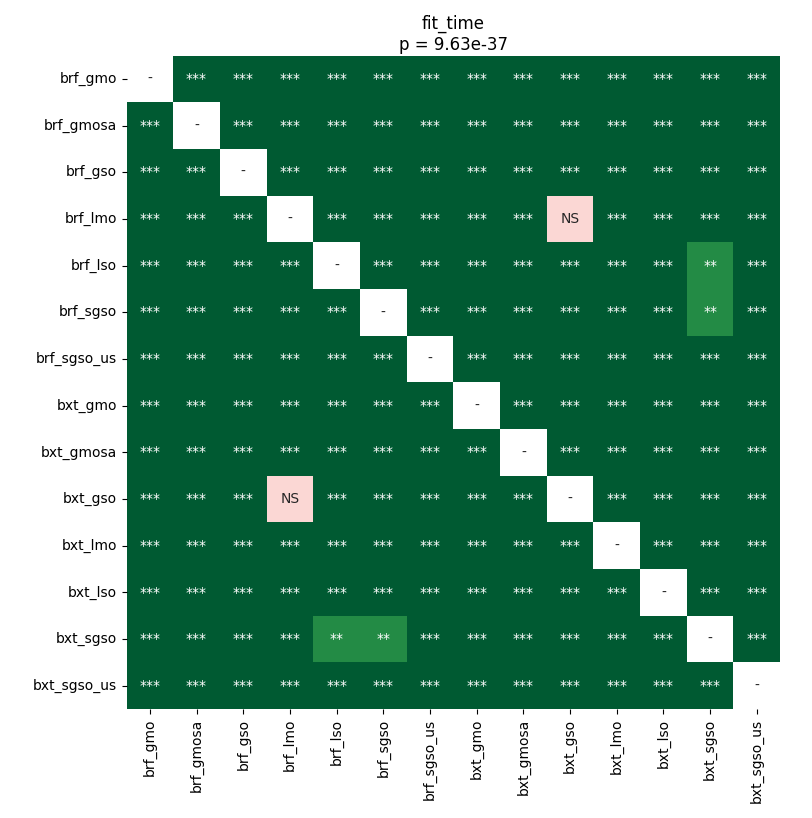 fit_time
p = 9.63e-37
brf_gmo - *** *** *** *** *** *** *** *** *** *** *** *** ***
brf_gmosa *** - *** *** *** *** *** *** *** *** *** *** *** ***
brf_gso *** *** - *** *** *** *** *** *** *** *** *** *** ***
brf_lmo *** *** *** - *** *** *** *** *** NS *** *** *** ***
brf_lso *** *** *** *** - *** *** *** *** *** *** *** ** ***
brf_sgso *** *** *** *** *** - *** *** *** *** *** *** ** ***
brf_sgso_us *** *** *** *** *** *** - *** *** *** *** *** *** ***
bxt_gmo *** *** *** *** *** *** *** - *** *** *** *** *** ***
bxt_gmosa *** *** *** *** *** *** *** *** - *** *** *** *** ***
bxt_gso *** *** *** NS *** *** *** *** *** - *** *** *** ***
bxt_lmo *** *** *** *** *** *** *** *** *** *** - *** *** ***
bxt_lso *** *** *** *** *** *** *** *** *** *** *** - *** ***
bxt_sgso *** *** *** *** ** ** *** *** *** *** *** *** - ***
bxt_sgso_us *** *** *** *** *** *** *** *** *** *** *** *** *** -
brf_gmo
brf_gmosa
brf_gso
brf_lmo
brf_lso
brf_sgso
brf_sgso_us
bxt_gmo
bxt_gmosa
bxt_gso
bxt_lmo
bxt_lso
bxt_sgso
bxt_sgso_us